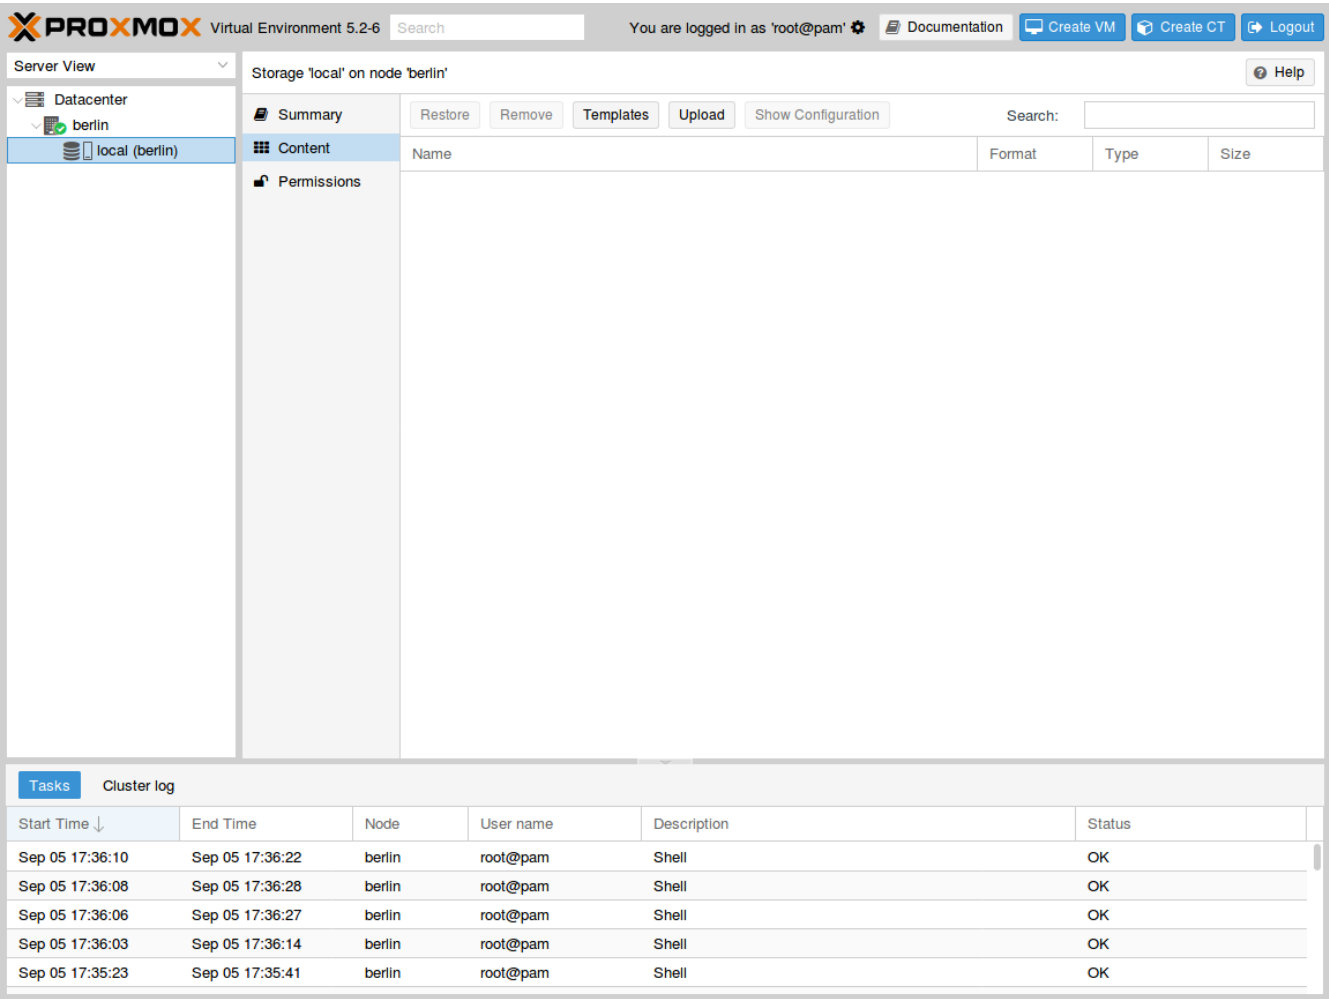 PROXMOX Virtual Environment 5.2-6 Search You are logged in as 'root@pam' Documentation Create VM Create CT Logout
Server View
Storage 'local' on node 'berlin' Help
Datacenter
berlin
local (berlin)
Summary
Content
Permissions
Restore Remove Templates Upload Show Configuration Search:
Name Format Type Size
Tasks Cluster log
Start Time End Time Node User name Description Status
Sep 05 17:36:10 Sep 05 17:36:22 berlin root@pam Shell OK
Sep 05 17:36:08 Sep 05 17:36:28 berlin root@pam Shell OK
Sep 05 17:36:06 Sep 05 17:36:27 berlin root@pam Shell OK
Sep 05 17:36:03 Sep 05 17:36:14 berlin root@pam Shell OK
Sep 05 17:35:23 Sep 05 17:35:41 berlin root@pam Shell OK